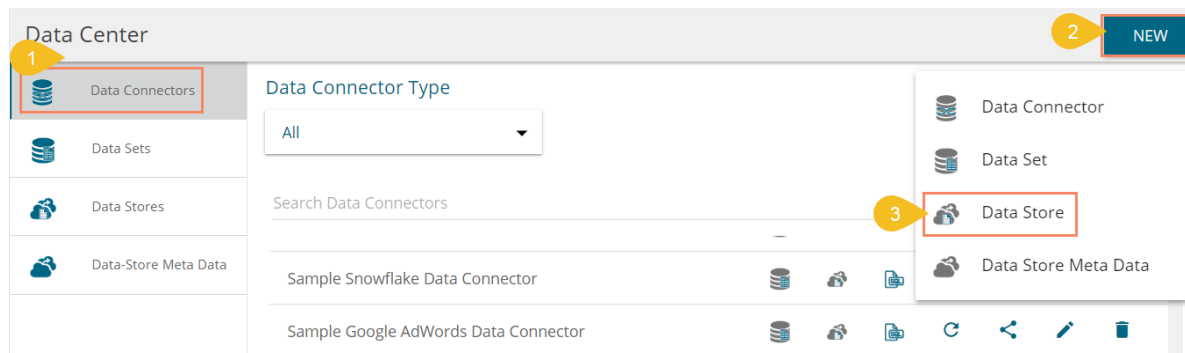 Data Center
2
NEW
1
Data Connectors
Data Sets
Data Stores
Data-Store Meta Data
Data Connector Type
All
Search Data Connectors
Sample Snowflake Data Connector
Sample Google AdWords Data Connector
Data Connector
Data Set
3
Data Store
Data Store Meta Data